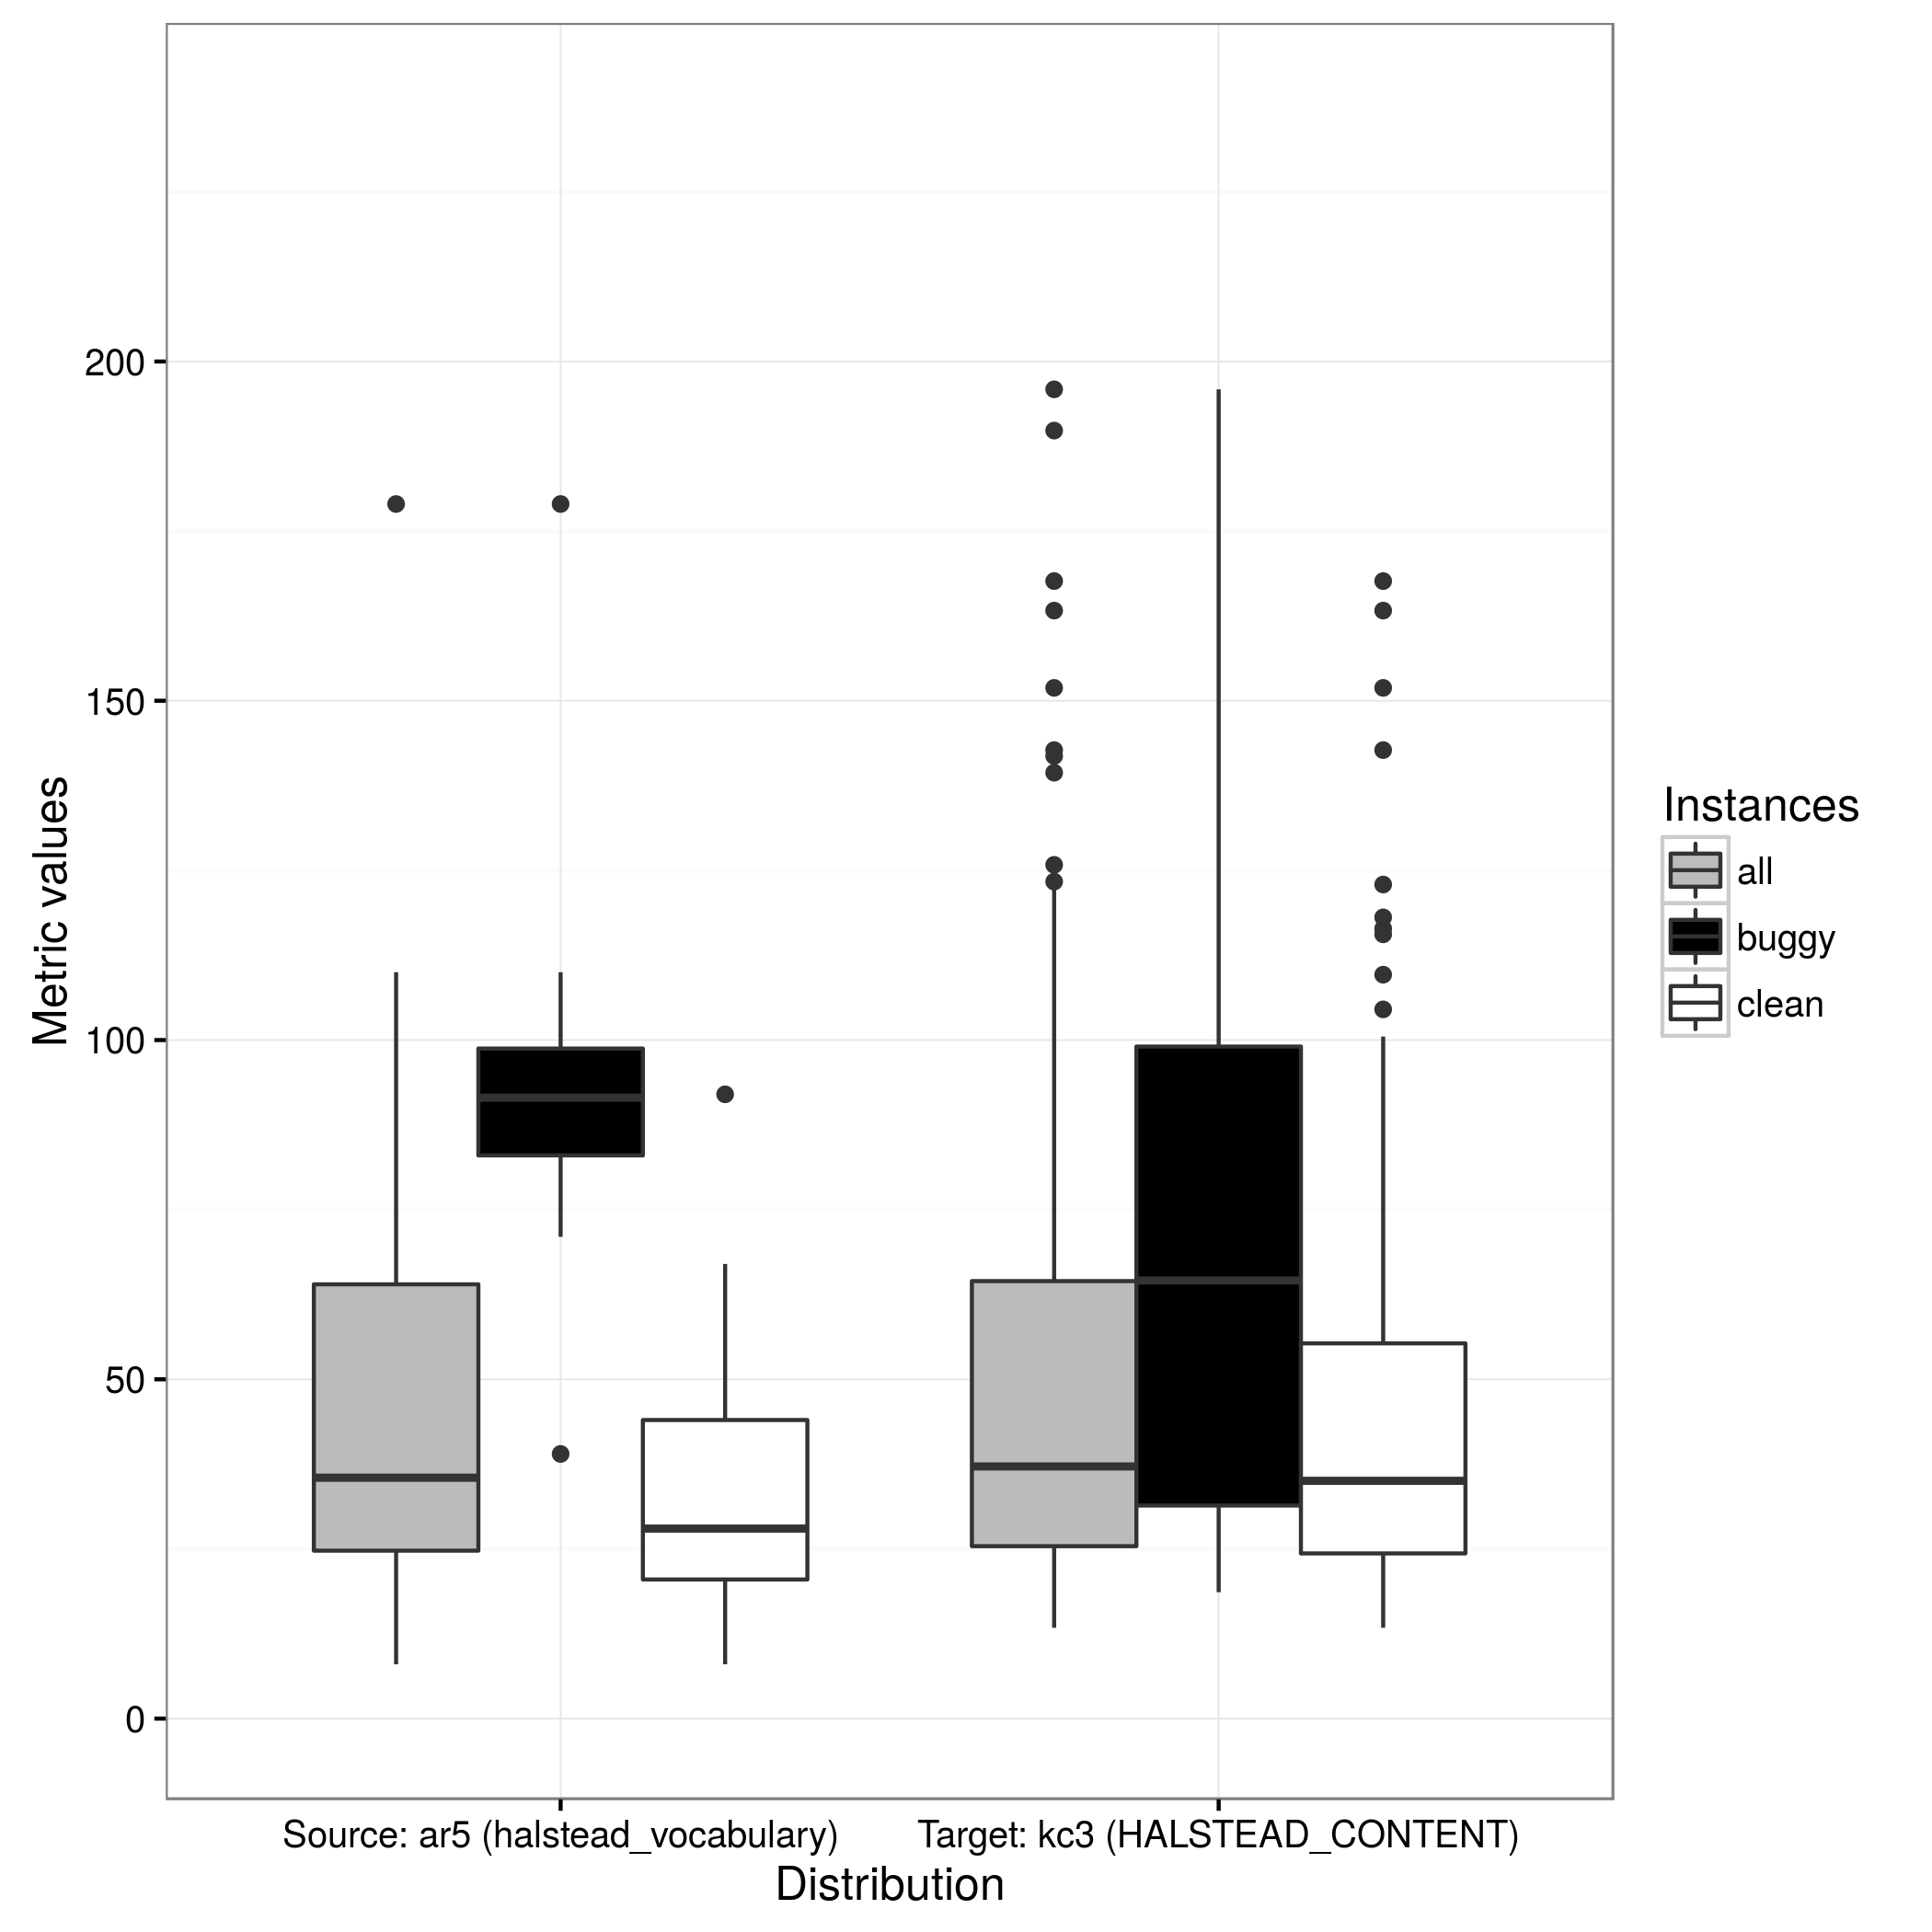 Metric values
200
150
100
50
0
Source: ar5 (halstead_vocabulary)
Target: kc3 (HALSTEAD_CONTENT)
Distribution
Instances
all
buggy
clean